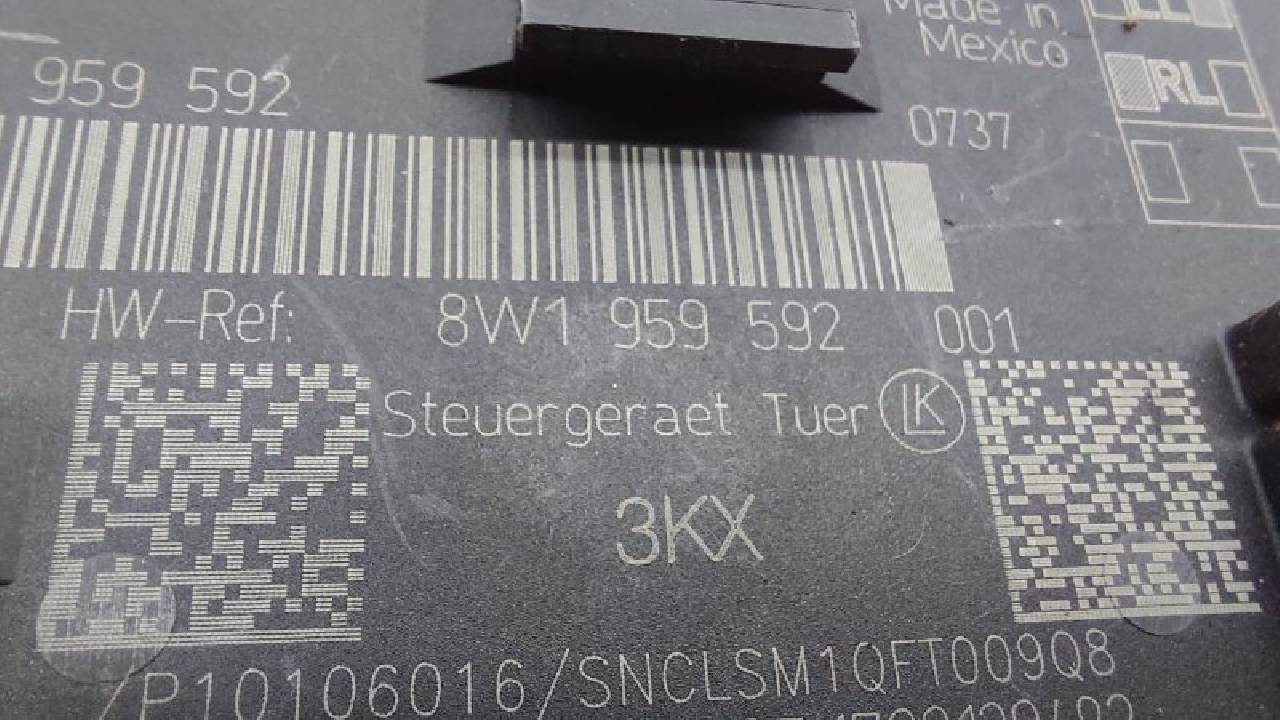 Made in
Mexico
959 592
0737
RL
HW-Ref: 8W1 959 592 001
Steuergeraet Tuer LK
3KX
/P10106016/SNCLSM1QFT009Q8